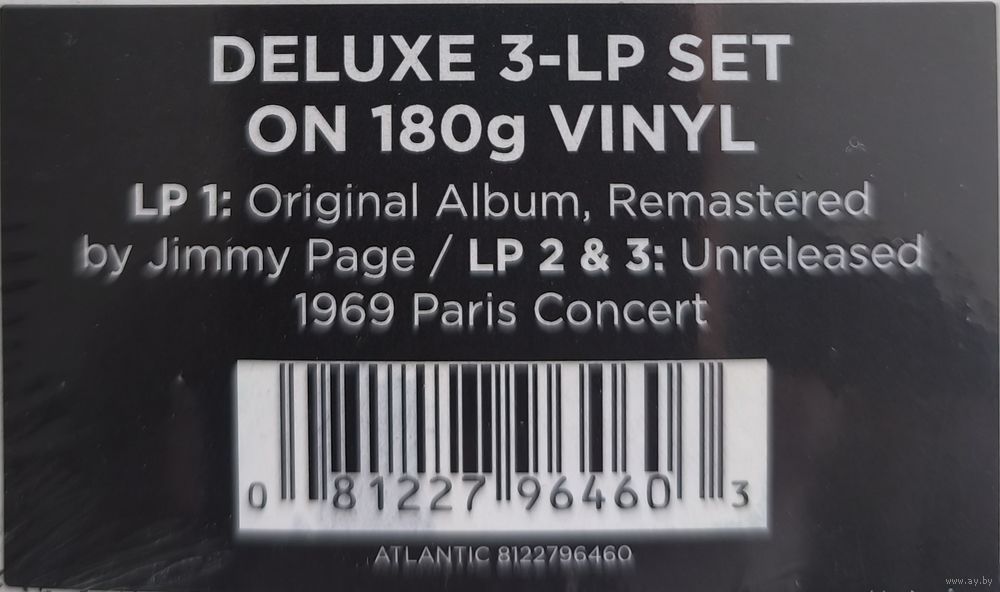 DELUXE 3-LP SET
ON 180g VINYL
LP 1: Original Album, Remastered
by Jimmy Page / LP 2 & 3: Unreleased
1969 Paris Concert
0 81227 96460 3
ATLANTIC 8122796460
www.ay.by